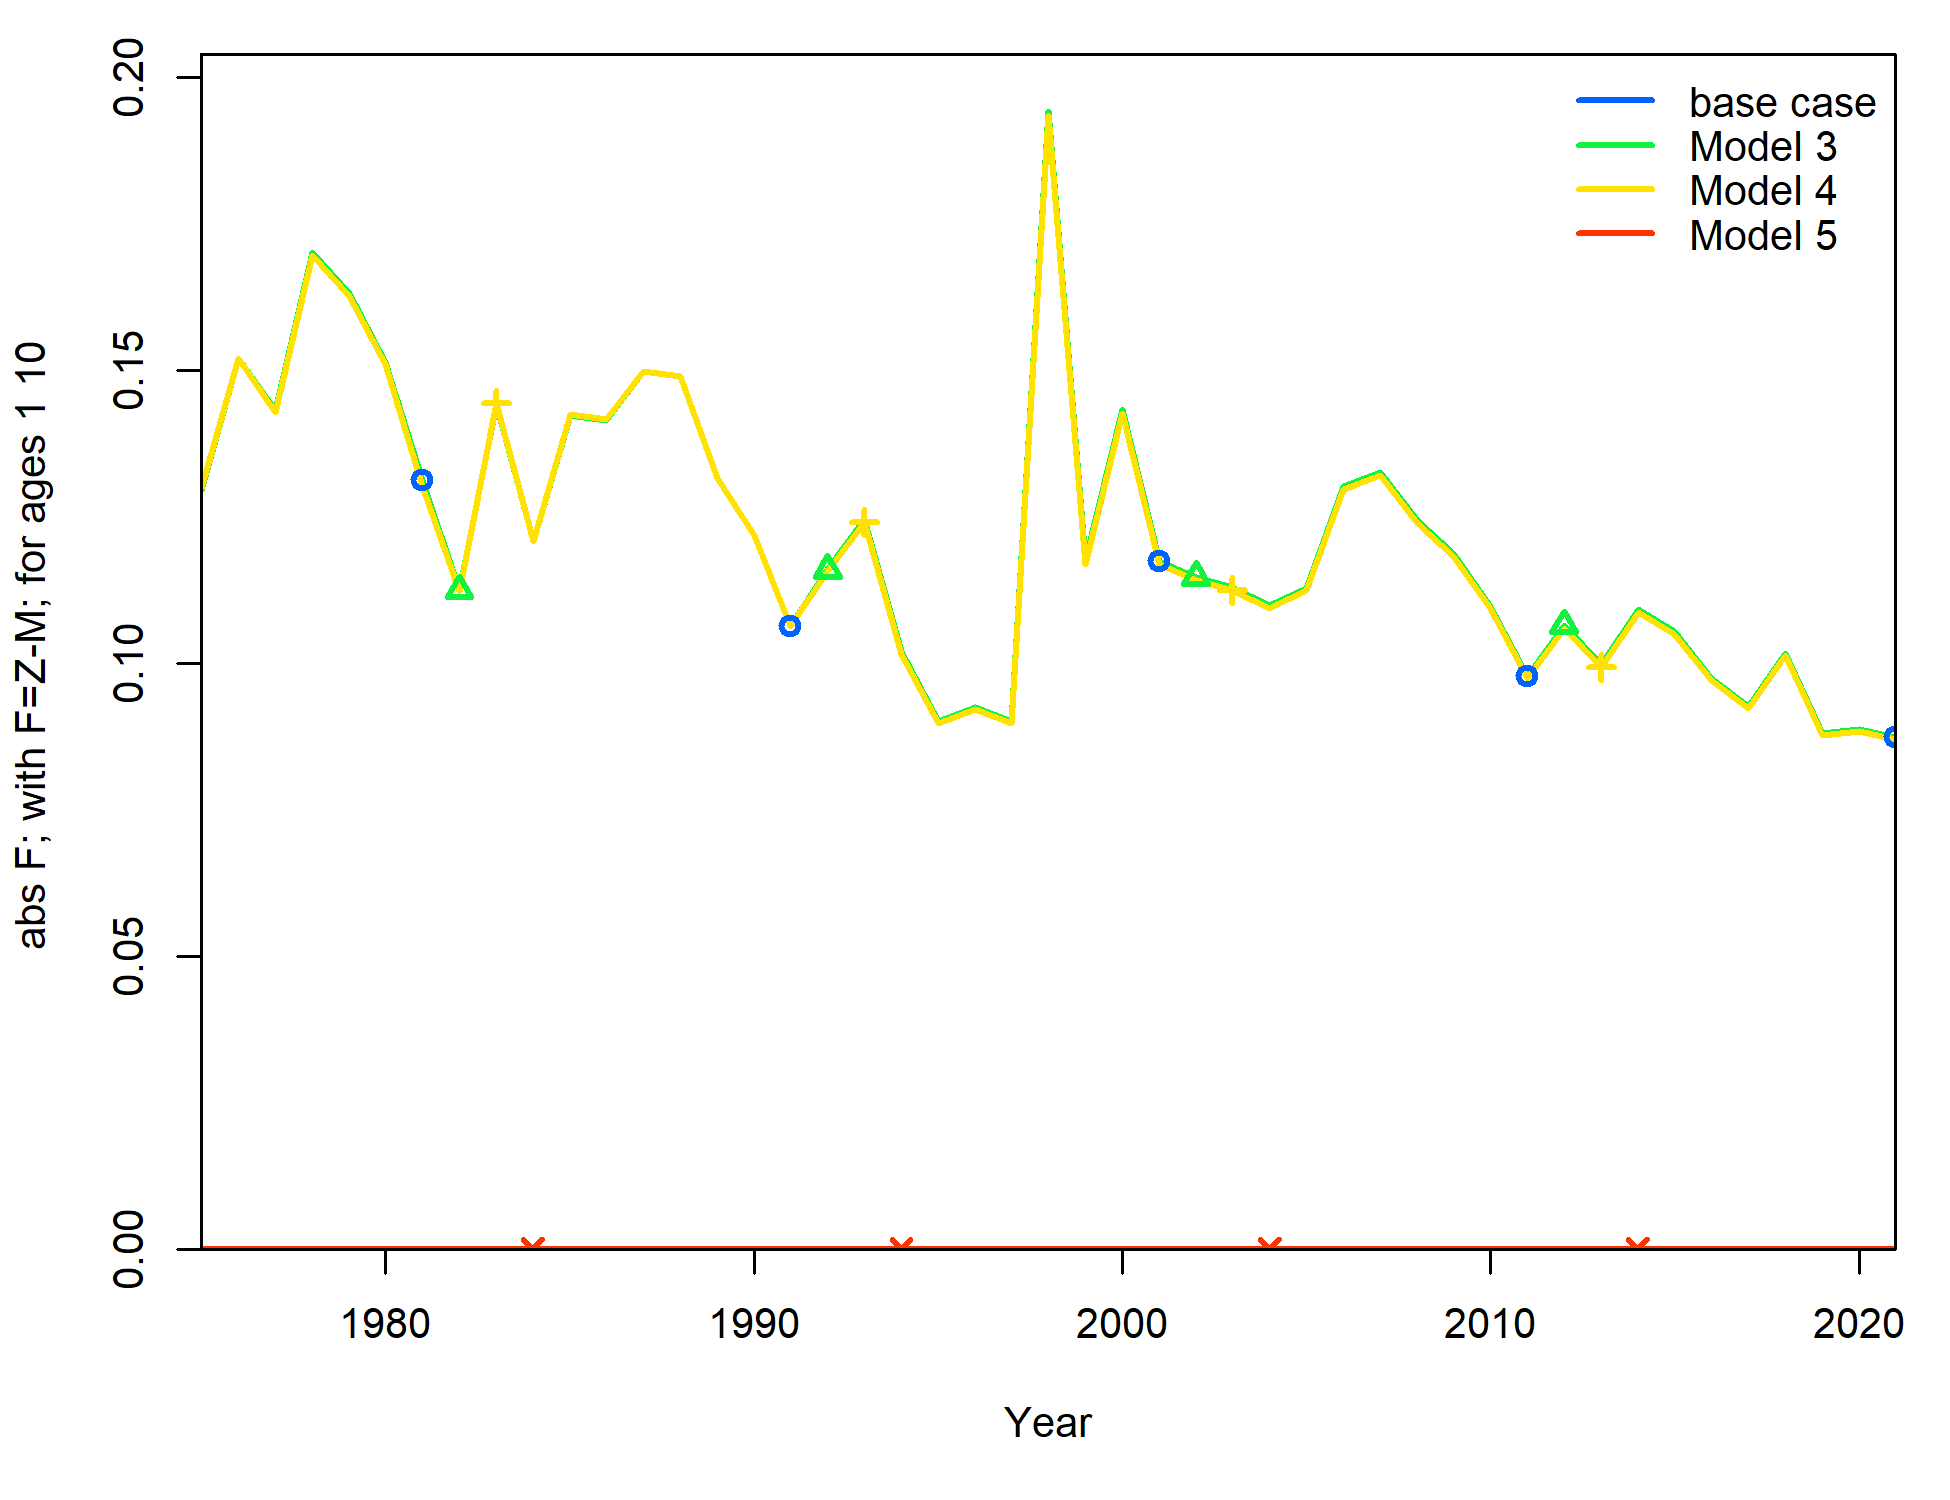 0.20
0.15
0.10
0.05
0.00
abs F; with F=Z-M; for ages 1 10
base case
Model 3
Model 4
Model 5
1980
1990
2000
2010
2020
Year